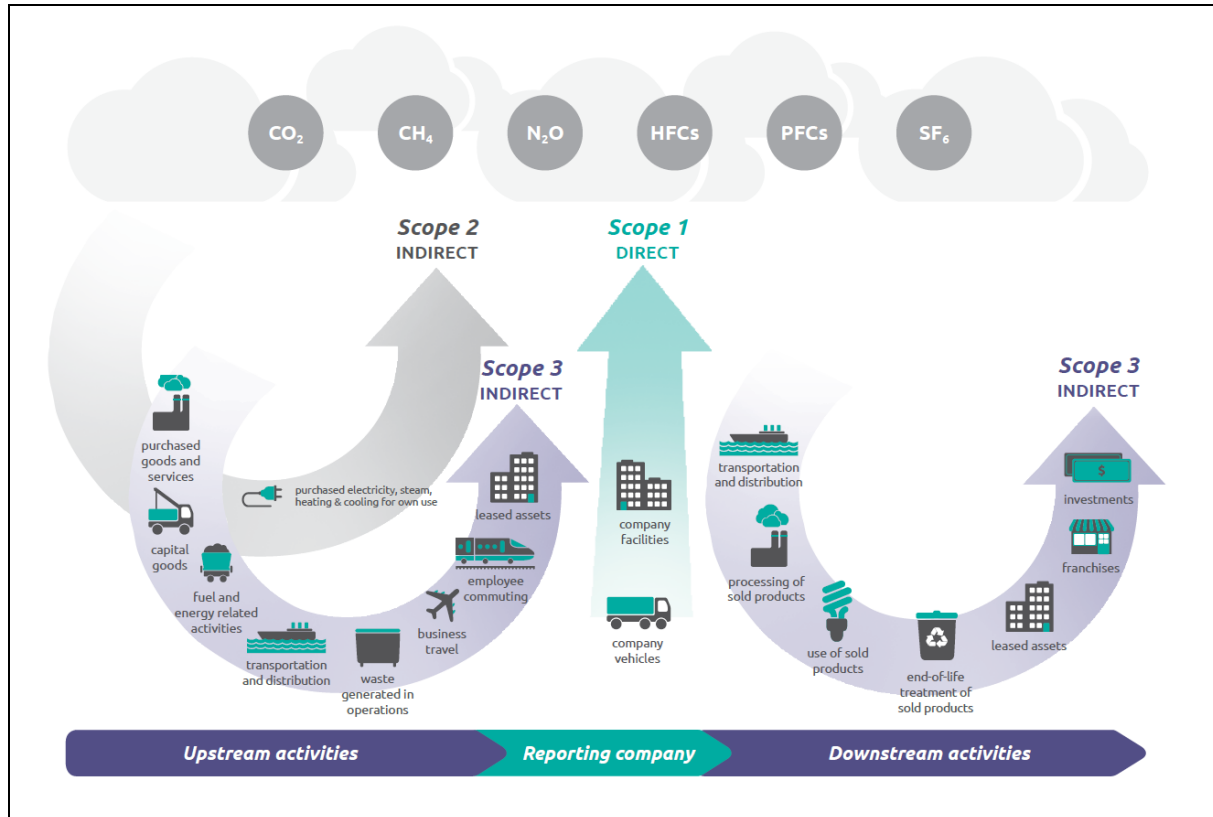 CO₂
CH₄
N₂O
HFCs
PFCs
SF₆
Scope 2
INDIRECT
Scope 1
DIRECT
Scope 3
INDIRECT
Scope 3
INDIRECT
purchased
goods and
services
capital
goods
fuel and
energy related
activities
transportation
and distribution
waste
generated in
operations
business
travel
employee
commuting
leased assets
purchased electricity, steam,
heating & cooling for own use
company
facilities
company
vehicles
transportation
and distribution
processing of
sold products
use of sold
products
end-of-life
treatment of
sold products
leased assets
franchises
$
investments
Upstream activities
Reporting company
Downstream activities